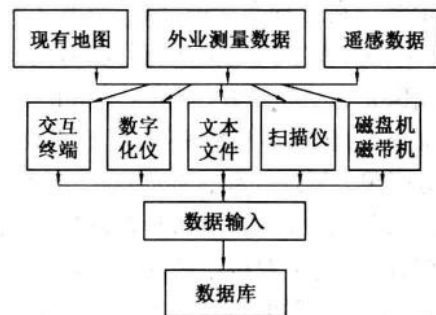 现有地图
外业测量数据
遥感数据
交互
终端
数字
化仪
文本
文件
扫描仪
磁盘机
磁带机
数据输入
数据库